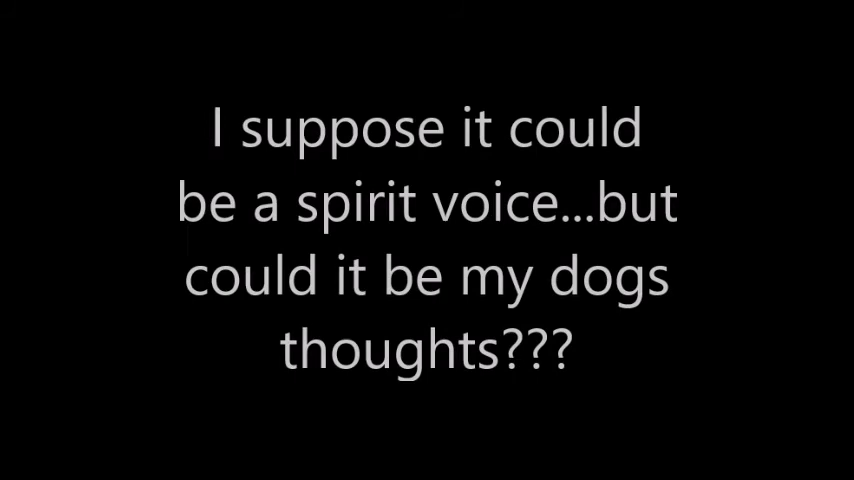 I suppose it could
be a spirit voice...but
could it be my dogs
thoughts???